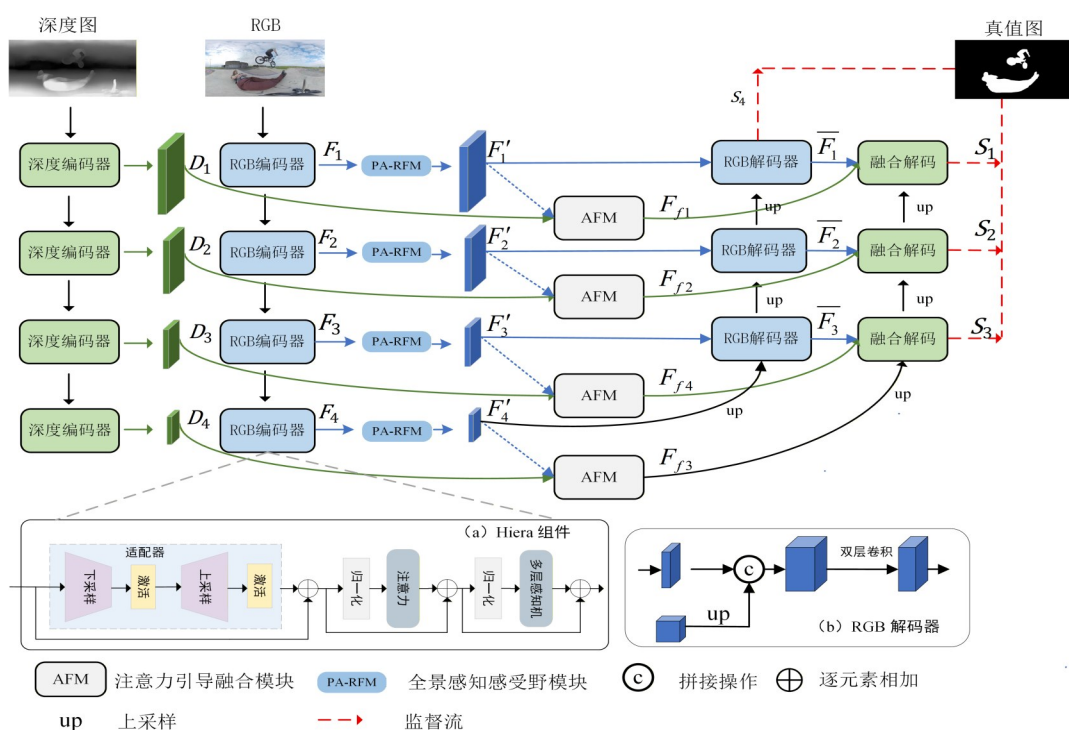 深度图 RGB 真值图
S4
深度编码器 D1 RGB编码器 F1 PA-RFM F1′ RGB解码器 F1 融合解码 S1
AFM Ff1 up up
深度编码器 D2 RGB编码器 F2 PA-RFM F2′ RGB解码器 F2 融合解码 S2
AFM Ff2 up up
深度编码器 D3 RGB编码器 F3 PA-RFM F3′ RGB解码器 F3 融合解码 S3
AFM Ff4 up up
深度编码器 D4 RGB编码器 F4 PA-RFM F4′
AFM Ff3
(a) Hiera 组件
适配器
下采样 激活 上采样 激活 归一化 注意力 归一化 多层感知机
双层卷积
C
up
(b) RGB 解码器
AFM 注意力引导融合模块 PA-RFM 全景感知感受野模块 C 拼接操作 逐元素相加
up 上采样 监督流